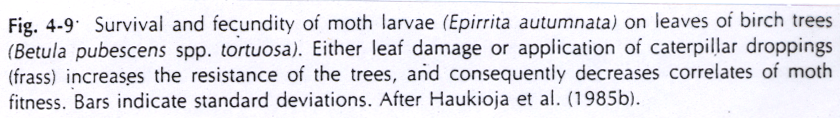 Fig. 4-9· Survival and fecundity of moth larvae (Epirrita autumnata) on leaves of birch trees
(Betula pubescens spp. tortuosa). Either leaf damage or application of caterpillar droppings
(frass) increases the resistance of the trees, and consequently decreases correlates of moth
fitness. Bars indicate standard deviations. After Haukioja et al. (1985b).